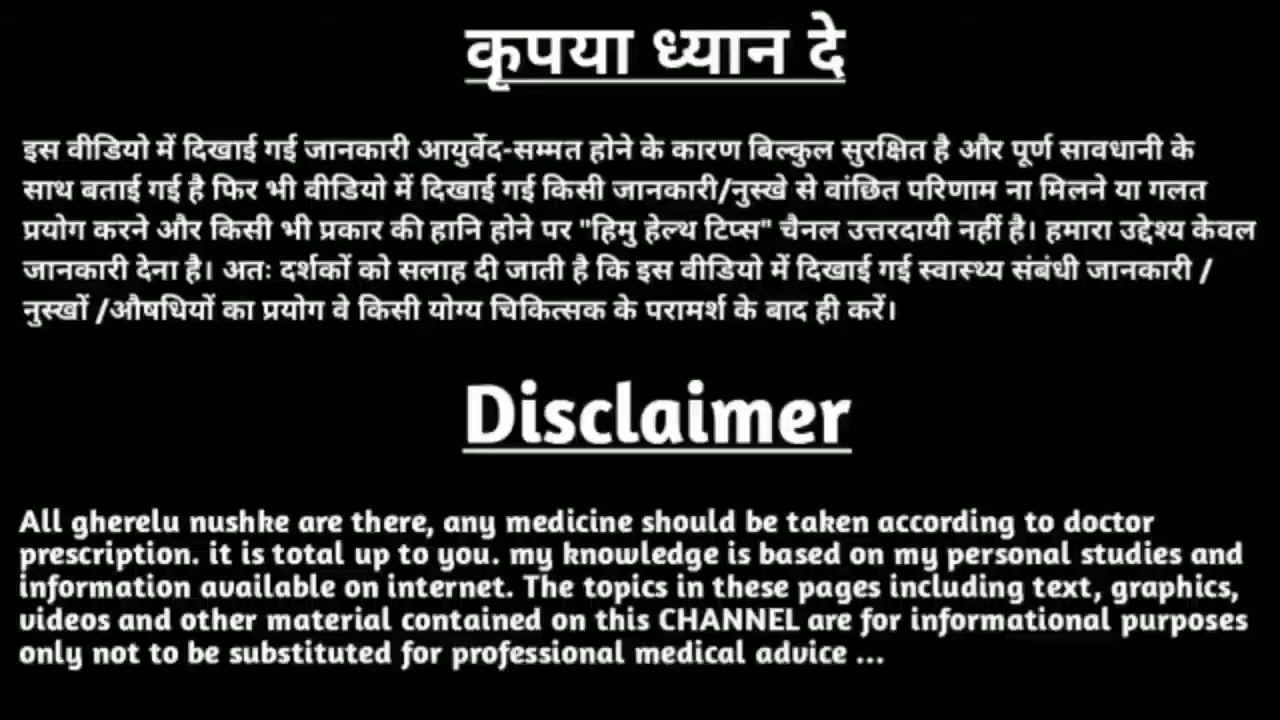 कृपया ध्यान दे
इस वीडियो में दिखाई गई जानकारी आयुर्वेद-सम्मत होने के कारण बिल्कुल सुरक्षित है और पूर्ण सावधानी के
साथ बताई गई है फिर भी वीडियो में दिखाई गई किसी जानकारी/नुस्खे से वांछित परिणाम ना मिलने या गलत
प्रयोग करने और किसी भी प्रकार की हानि होने पर "हिमु हेल्थ टिप्स" चैनल उत्तरदायी नहीं है। हमारा उद्देश्य केवल
जानकारी देना है। अतः दर्शकों को सलाह दी जाती है कि इस वीडियो में दिखाई गई स्वास्थ्य संबंधी जानकारी /
नुस्खों /औषधियों का प्रयोग वे किसी योग्य चिकित्सक के परामर्श के बाद ही करें।
Disclaimer
All gherelu nushke are there, any medicine should be taken according to doctor
prescription. it is total up to you. my knowledge is based on my personal studies and
information available on internet. The topics in these pages including text, graphics,
videos and other material contained on this CHANNEL are for informational purposes
only not to be substituted for professional medical advice ...